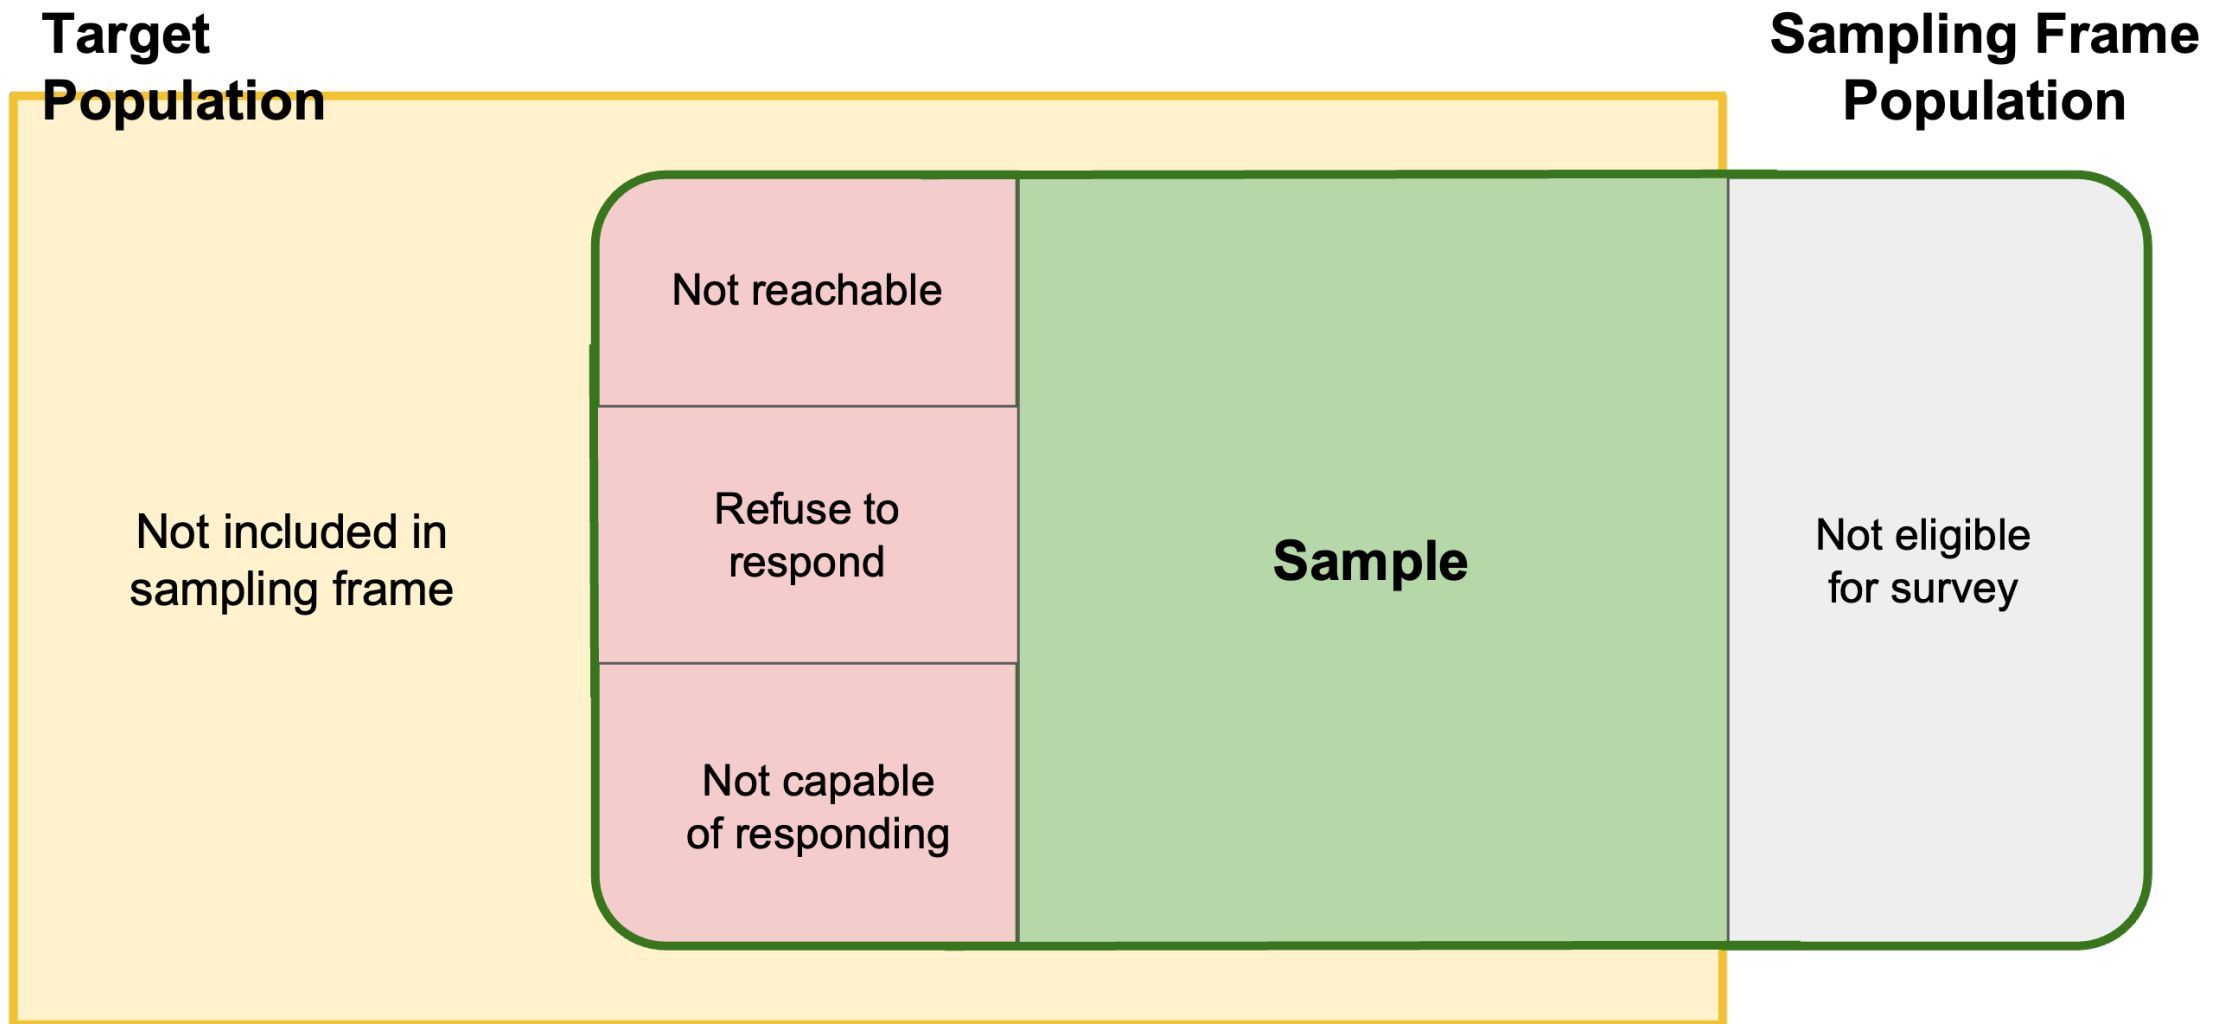 Target
Population
Sampling Frame
Population
Not reachable
Refuse to
respond
Not capable
of responding
Not included in
sampling frame
Sample
Not eligible
for survey